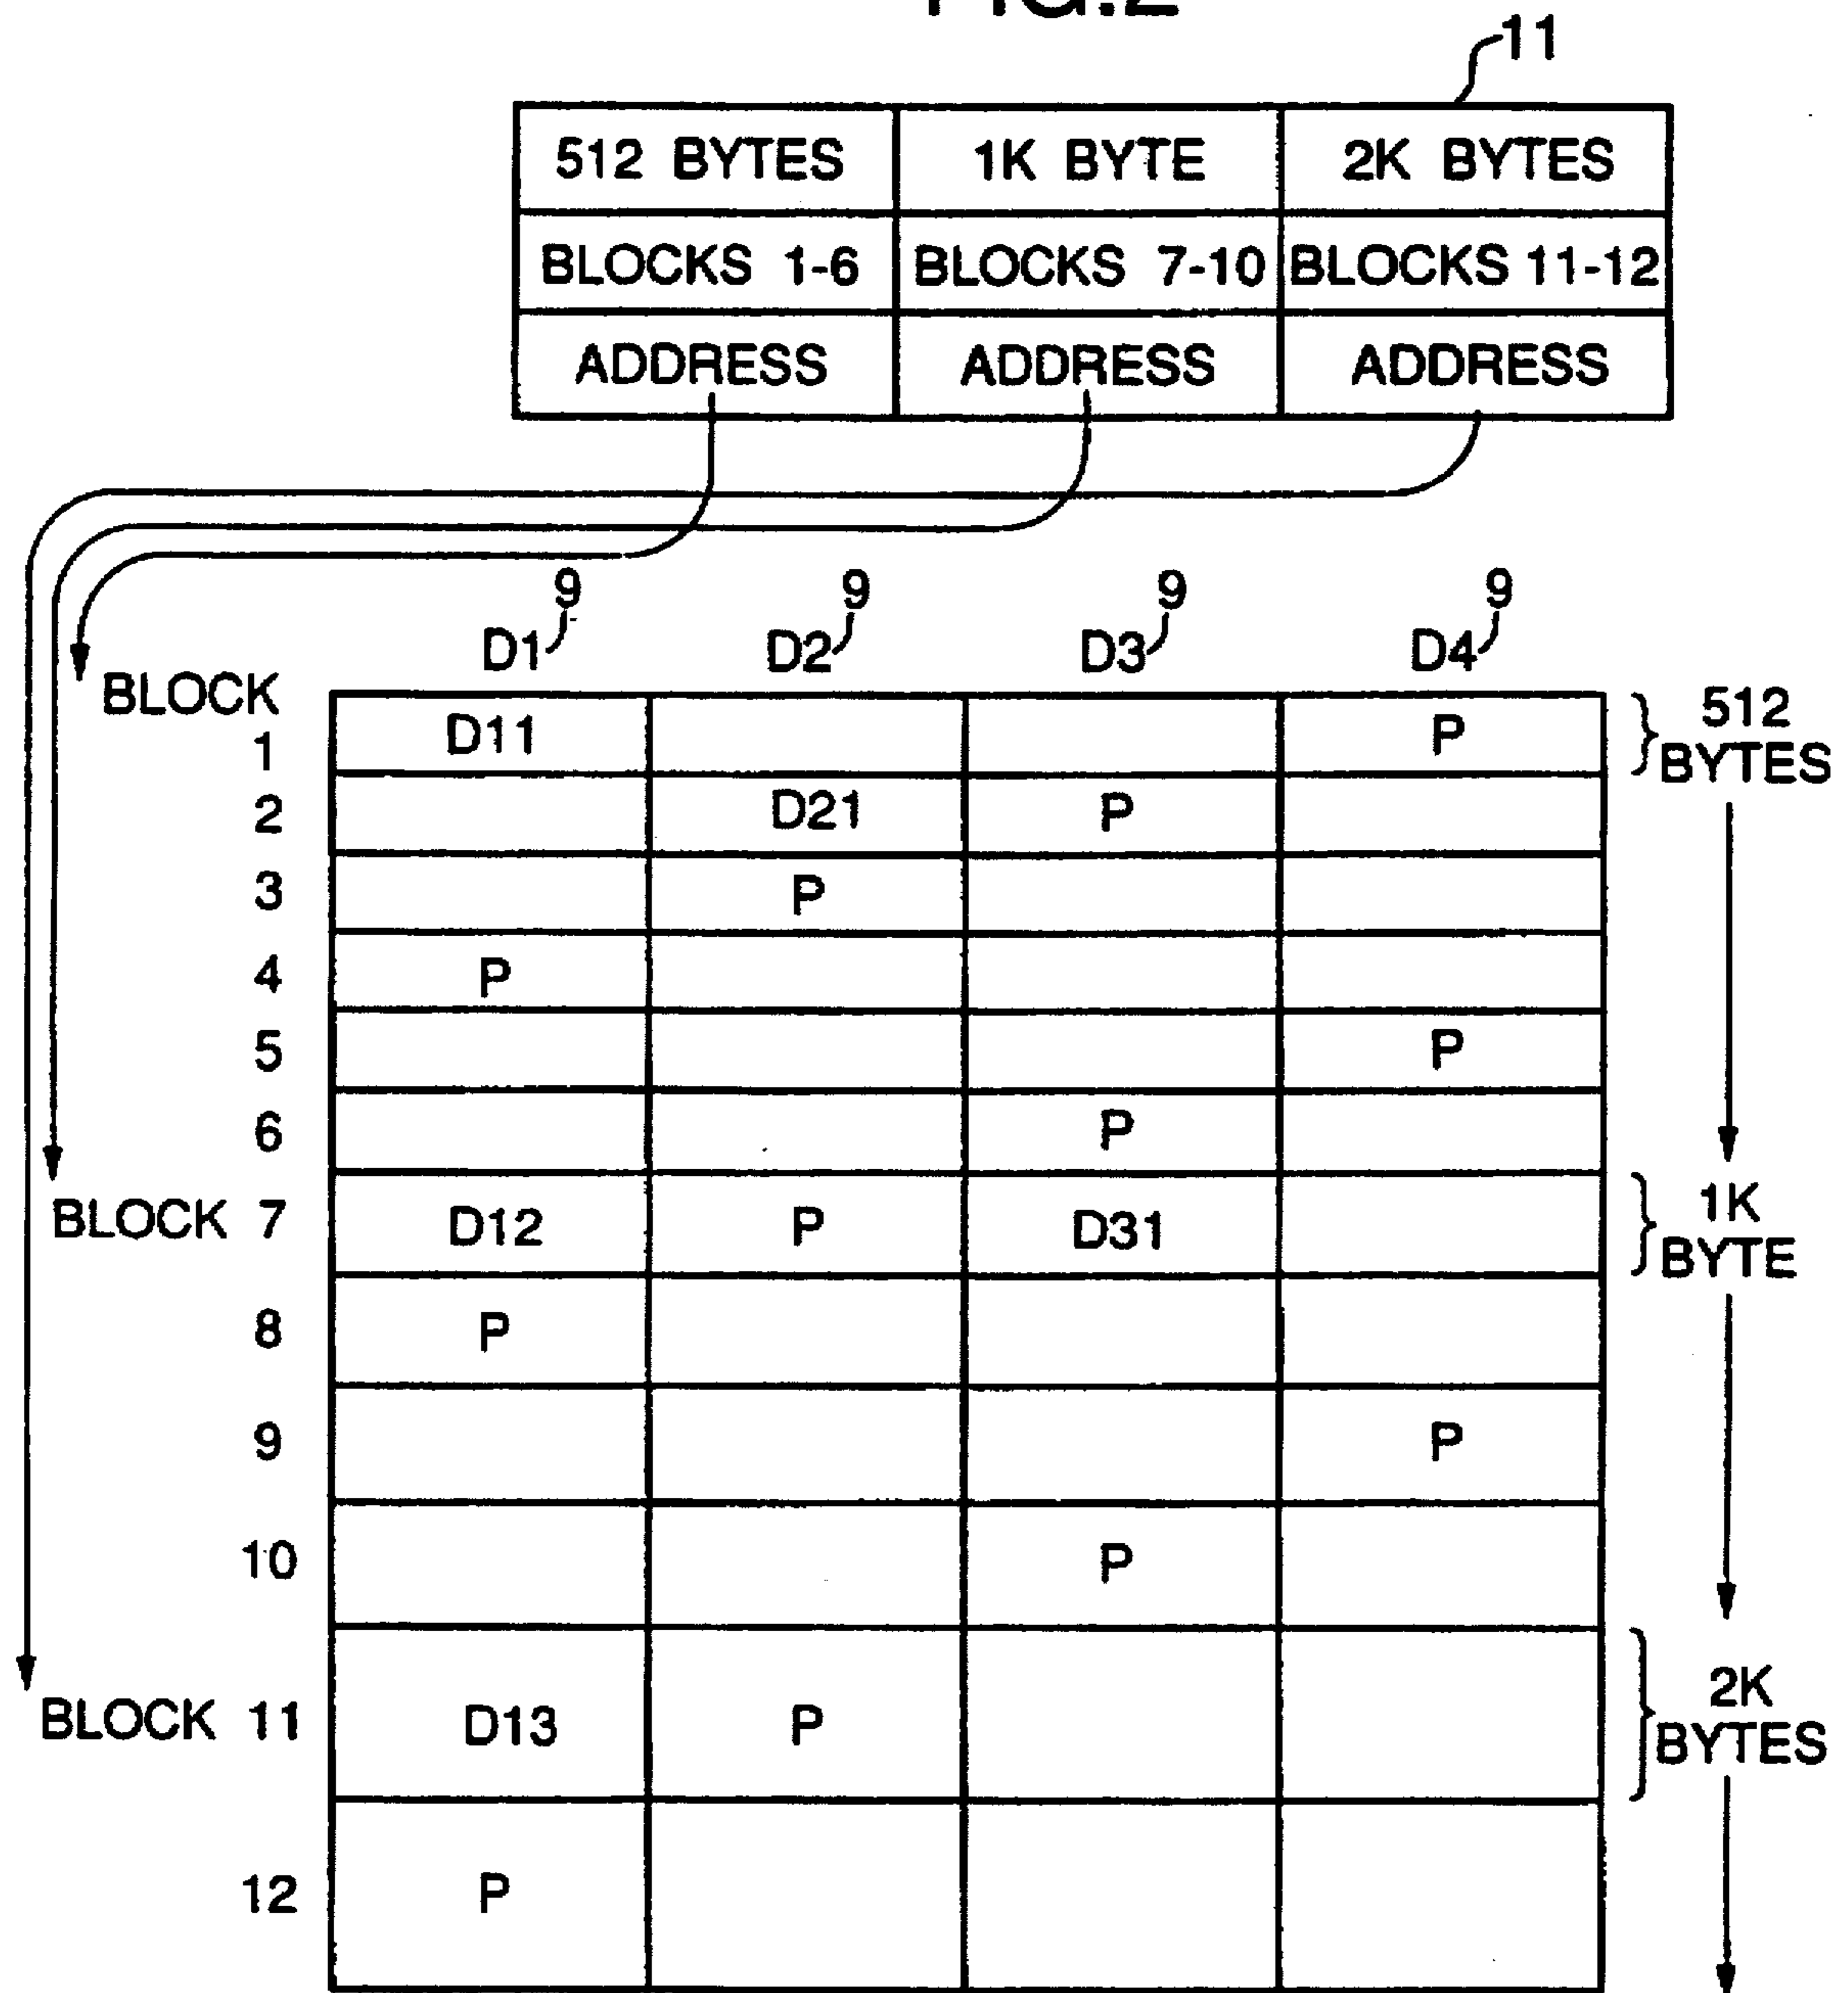 FIG.2
11
512 BYTES 1K BYTE 2K BYTES
BLOCKS 1-6 BLOCKS 7-10 BLOCKS 11-12
ADDRESS ADDRESS ADDRESS
9 9 9 9
D1 D2 D3 D4
BLOCK
1 D11 P 512 BYTES
2 D21 P
3 P
4 P
5 P
6 P
BLOCK 7 D12 P D31 1K BYTE
8 P
9 P
10 P
BLOCK 11 D13 P 2K BYTES
12 P